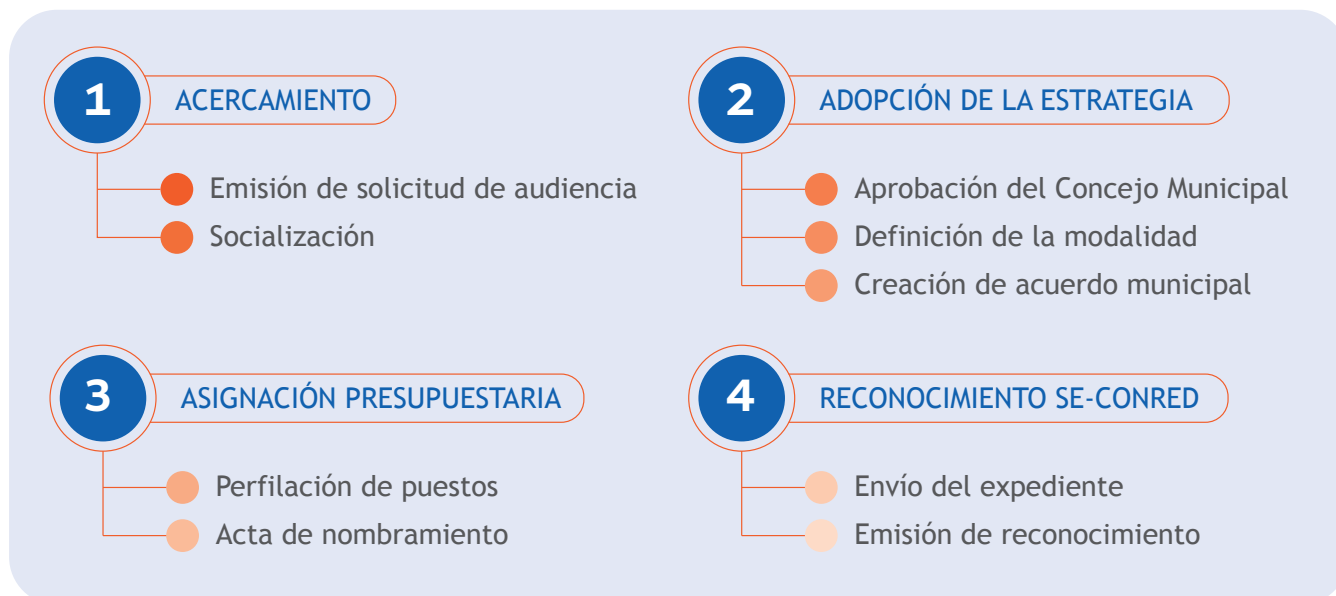 1
ACERCAMIENTO
Emisión de solicitud de audiencia
Socialización
2
ADOPCIÓN DE LA ESTRATEGIA
Aprobación del Concejo Municipal
Definición de la modalidad
Creación de acuerdo municipal
3
ASIGNACIÓN PRESUPUESTARIA
Perfilación de puestos
Acta de nombramiento
4
RECONOCIMIENTO SE-CONRED
Envío del expediente
Emisión de reconocimiento